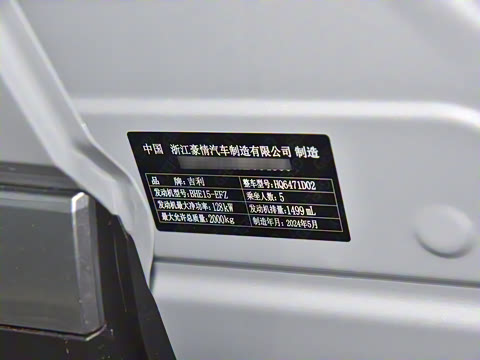 中国 浙江豪情汽车制造有限公司 制造
品 牌:吉利 整车型号:HQ6471D02
发动机型号:BHE15-EFZ 乘坐人数:5
发动机最大净功率:128kW 发动机排量:1499mL
最大允许总质量:2000kg 制造年月:2024年5月